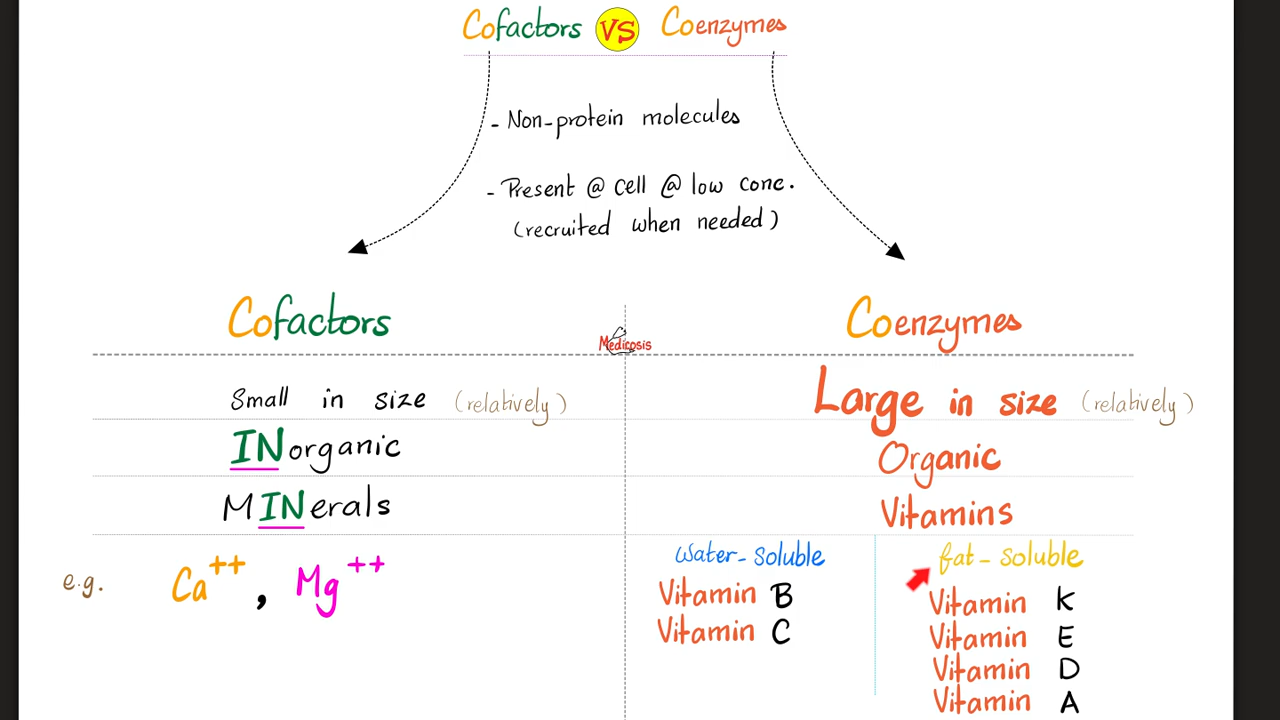 Cofactors VS Coenzymes
- Non-protein molecules
- Present @ cell @ low conc.
(recruited when needed)
Cofactors
Coenzymes
Medicosis
Small in size (relatively)
Large in size (relatively)
INorganic
Organic
MINerals
Vitamins
e.g. Ca++ , Mg++
Water-soluble
Vitamin B
Vitamin C
fat-soluble
Vitamin K
Vitamin E
Vitamin D
Vitamin A